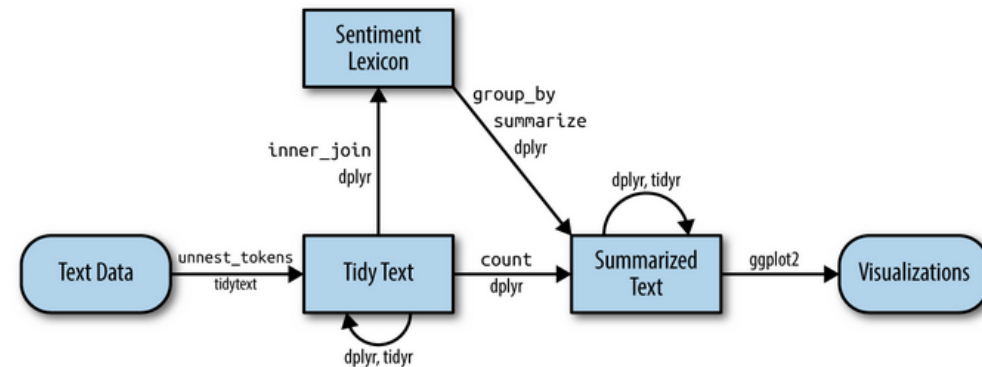 Sentiment
Lexicon
group_by
summarize
dplyr
inner_join
dplyr
dplyr, tidyr
Text Data
unnest_tokens
tidytext
Tidy Text
count
dplyr
Summarized
Text
ggplot2
Visualizations
dplyr, tidyr